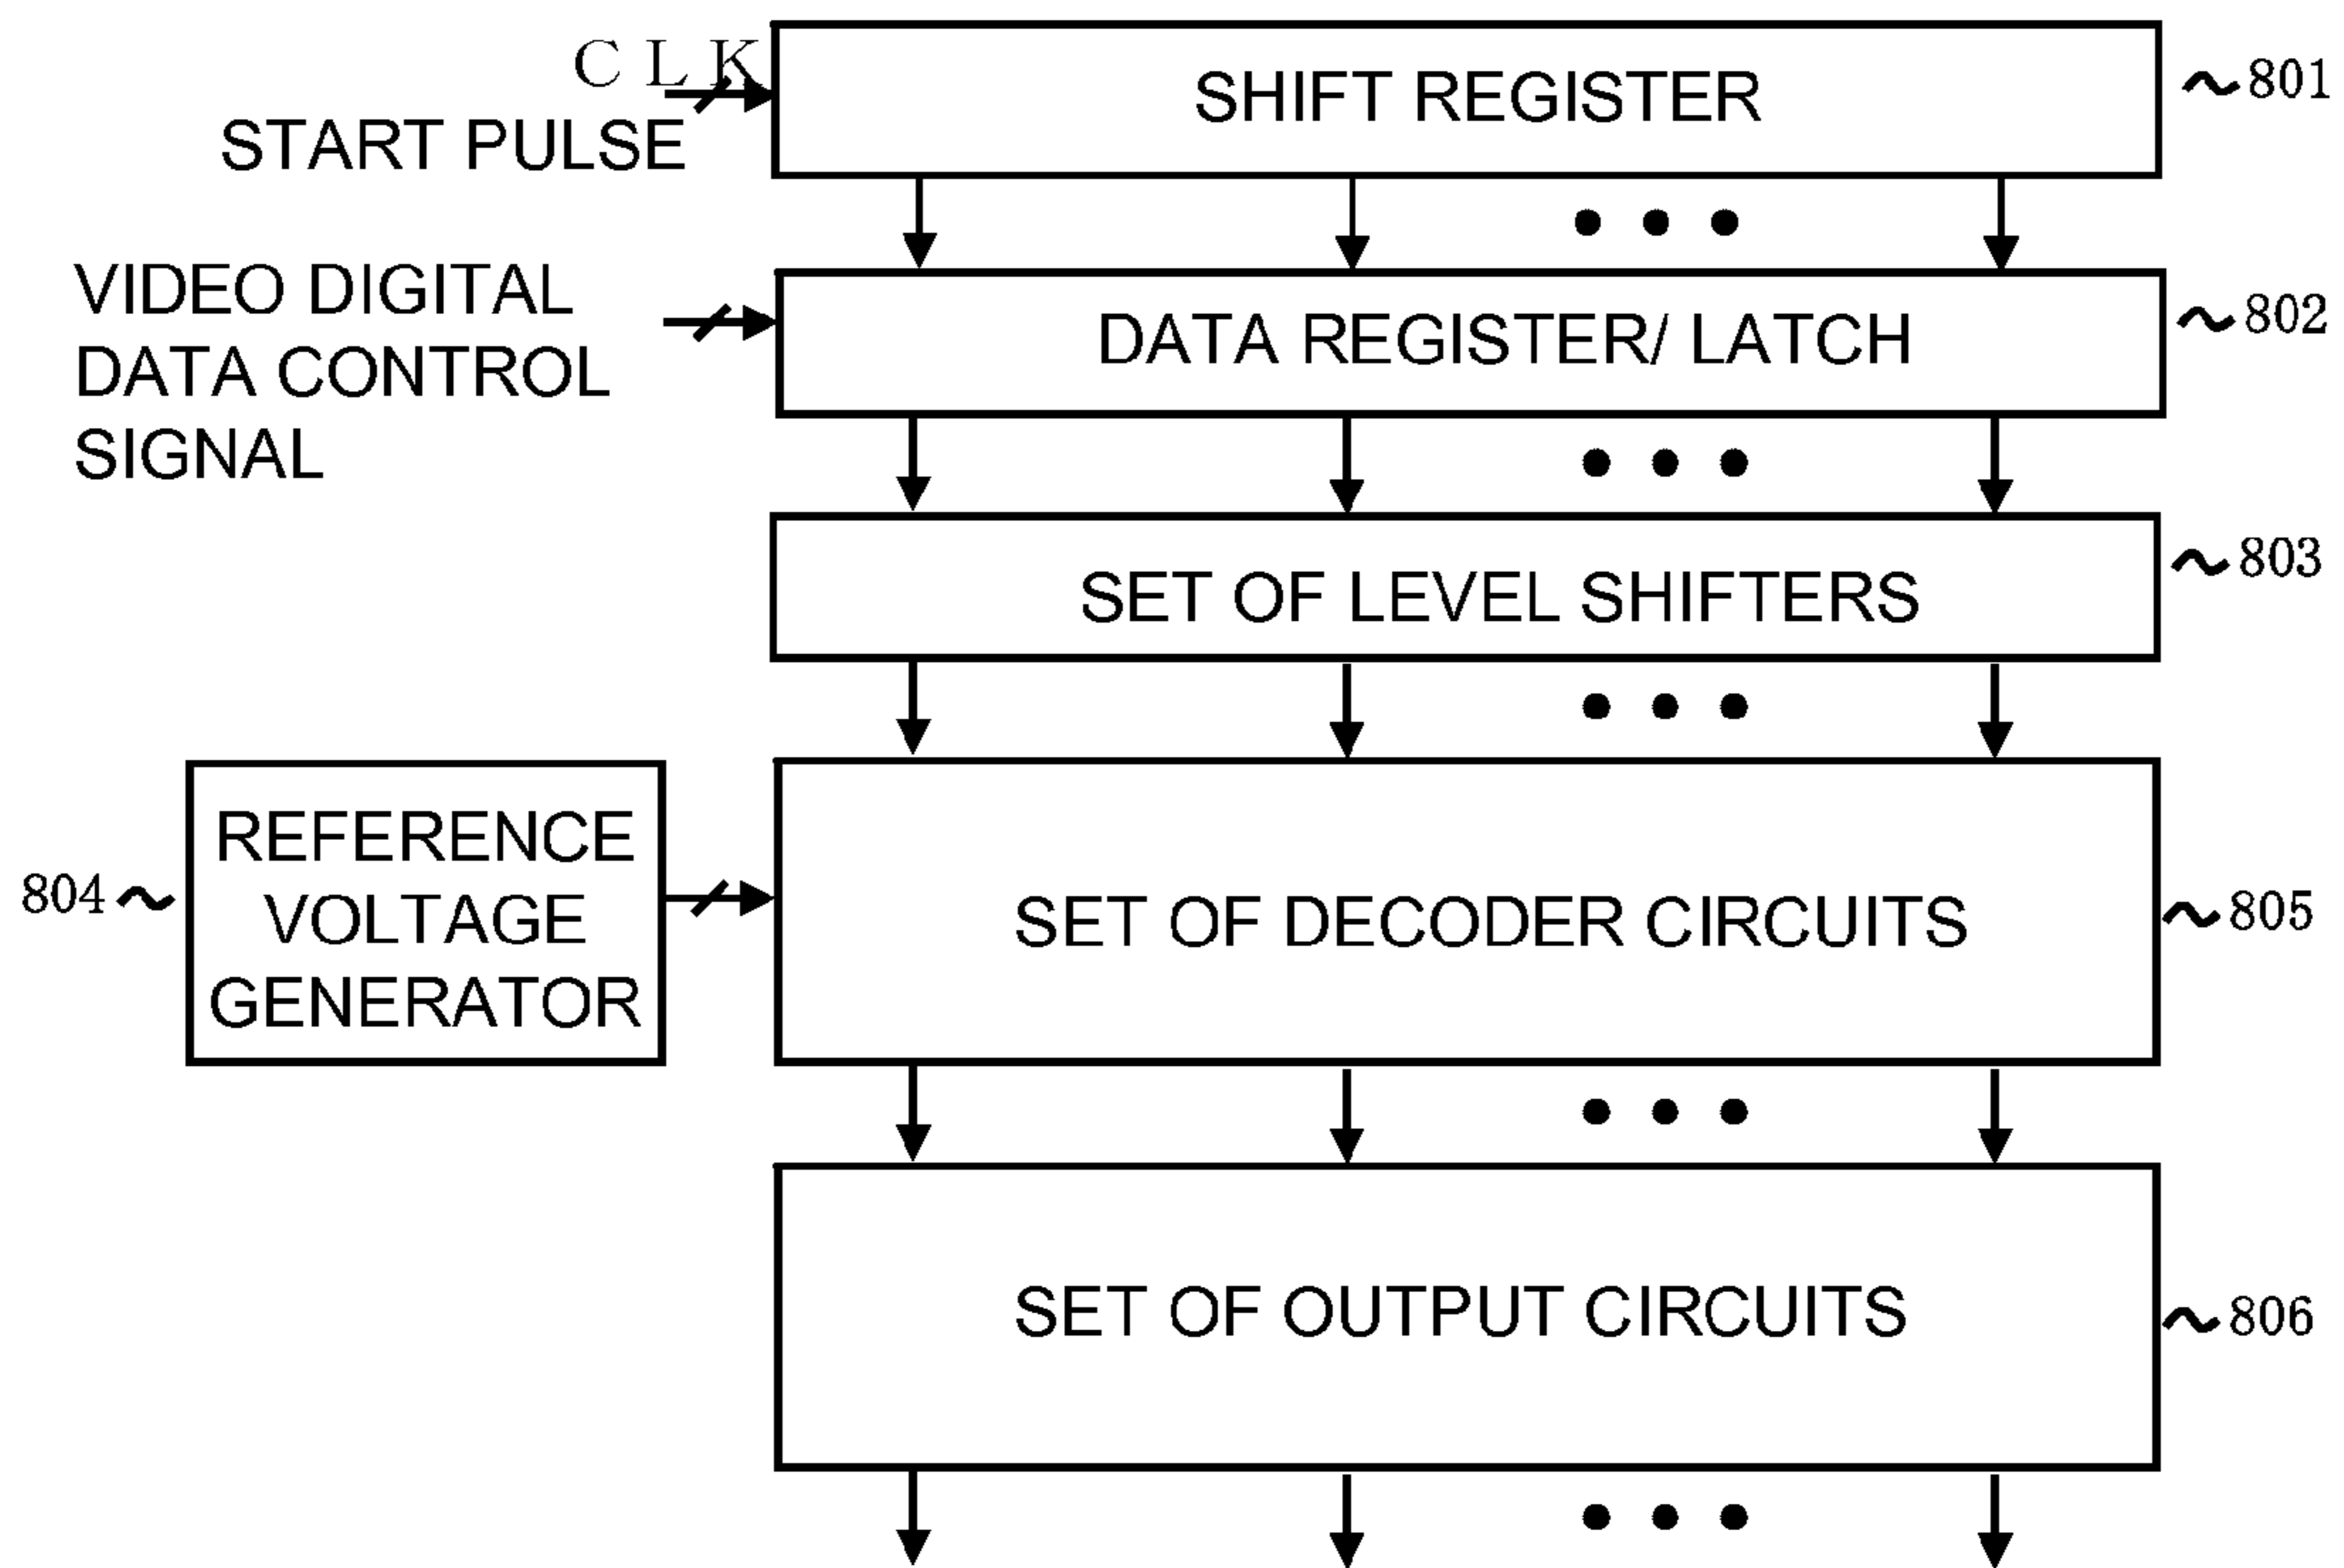 CLK
START PULSE
SHIFT REGISTER
801
VIDEO DIGITAL
DATA CONTROL
SIGNAL
DATA REGISTER/ LATCH
802
SET OF LEVEL SHIFTERS
803
804
REFERENCE
VOLTAGE
GENERATOR
SET OF DECODER CIRCUITS
805
SET OF OUTPUT CIRCUITS
806